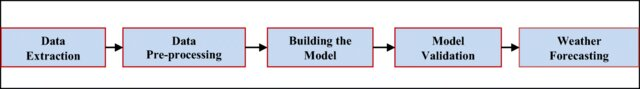 Data
Extraction
Data
Pre-processing
Building the
Model
Model
Validation
Weather
Forecasting